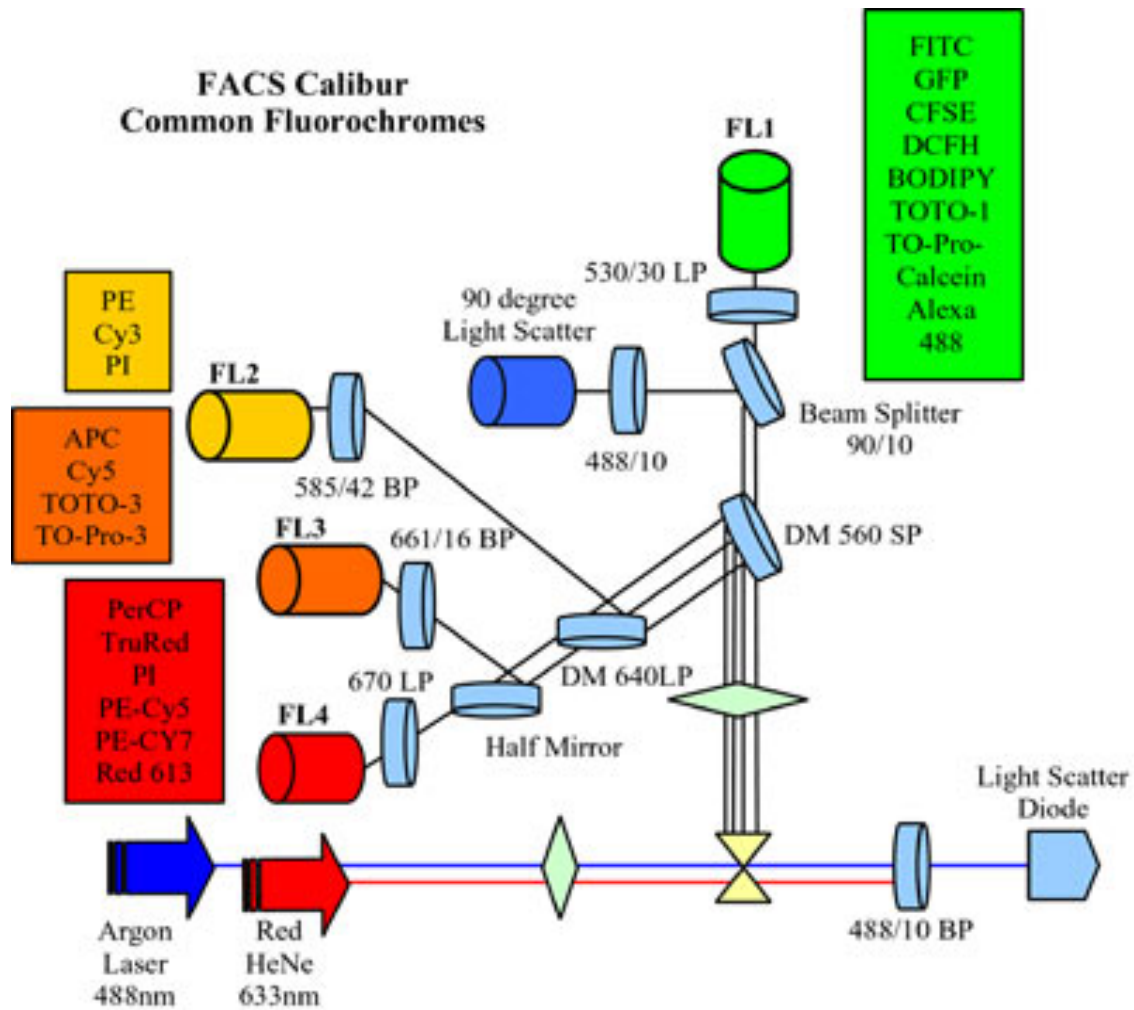 FACS Calibur
Common Fluorochromes
FITC
GFP
CFSE
DCFH
BODIPY
TOTO-1
TO-Pro-
Calcein
Alexa
488
FL1
530/30 LP
90 degree
Light Scatter
488/10
Beam Splitter
90/10
PE
Cy3
PI
FL2
585/42 BP
DM 560 SP
APC
Cy5
TOTO-3
TO-Pro-3
FL3
661/16 BP
DM 640LP
PerCP
TruRed
PI
PE-Cy5
PE-CY7
Red 613
670 LP
FL4
Half Mirror
Light Scatter
Diode
488/10 BP
Argon
Laser
488nm
Red
HeNe
633nm